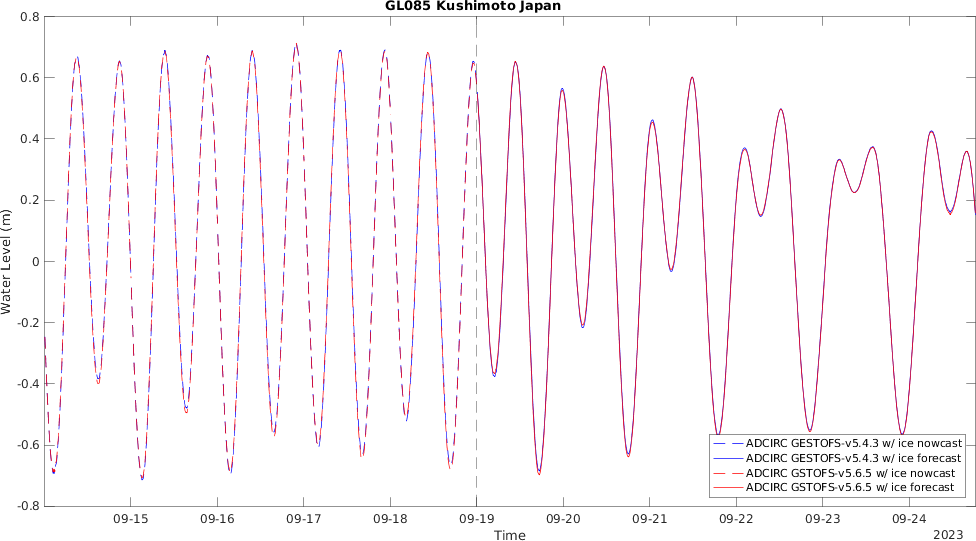 GL085 Kushimoto Japan
0.8
0.6
0.4
0.2
0
-0.2
-0.4
-0.6
-0.8
Water Level (m)
09-15 09-16 09-17 09-18 09-19 09-20 09-21 09-22 09-23 09-24
Time
2023
ADCIRC GESTOFS-v5.4.3 w/ ice nowcast
ADCIRC GESTOFS-v5.4.3 w/ ice forecast
ADCIRC GSTOFS-v5.6.5 w/ ice nowcast
ADCIRC GSTOFS-v5.6.5 w/ ice forecast